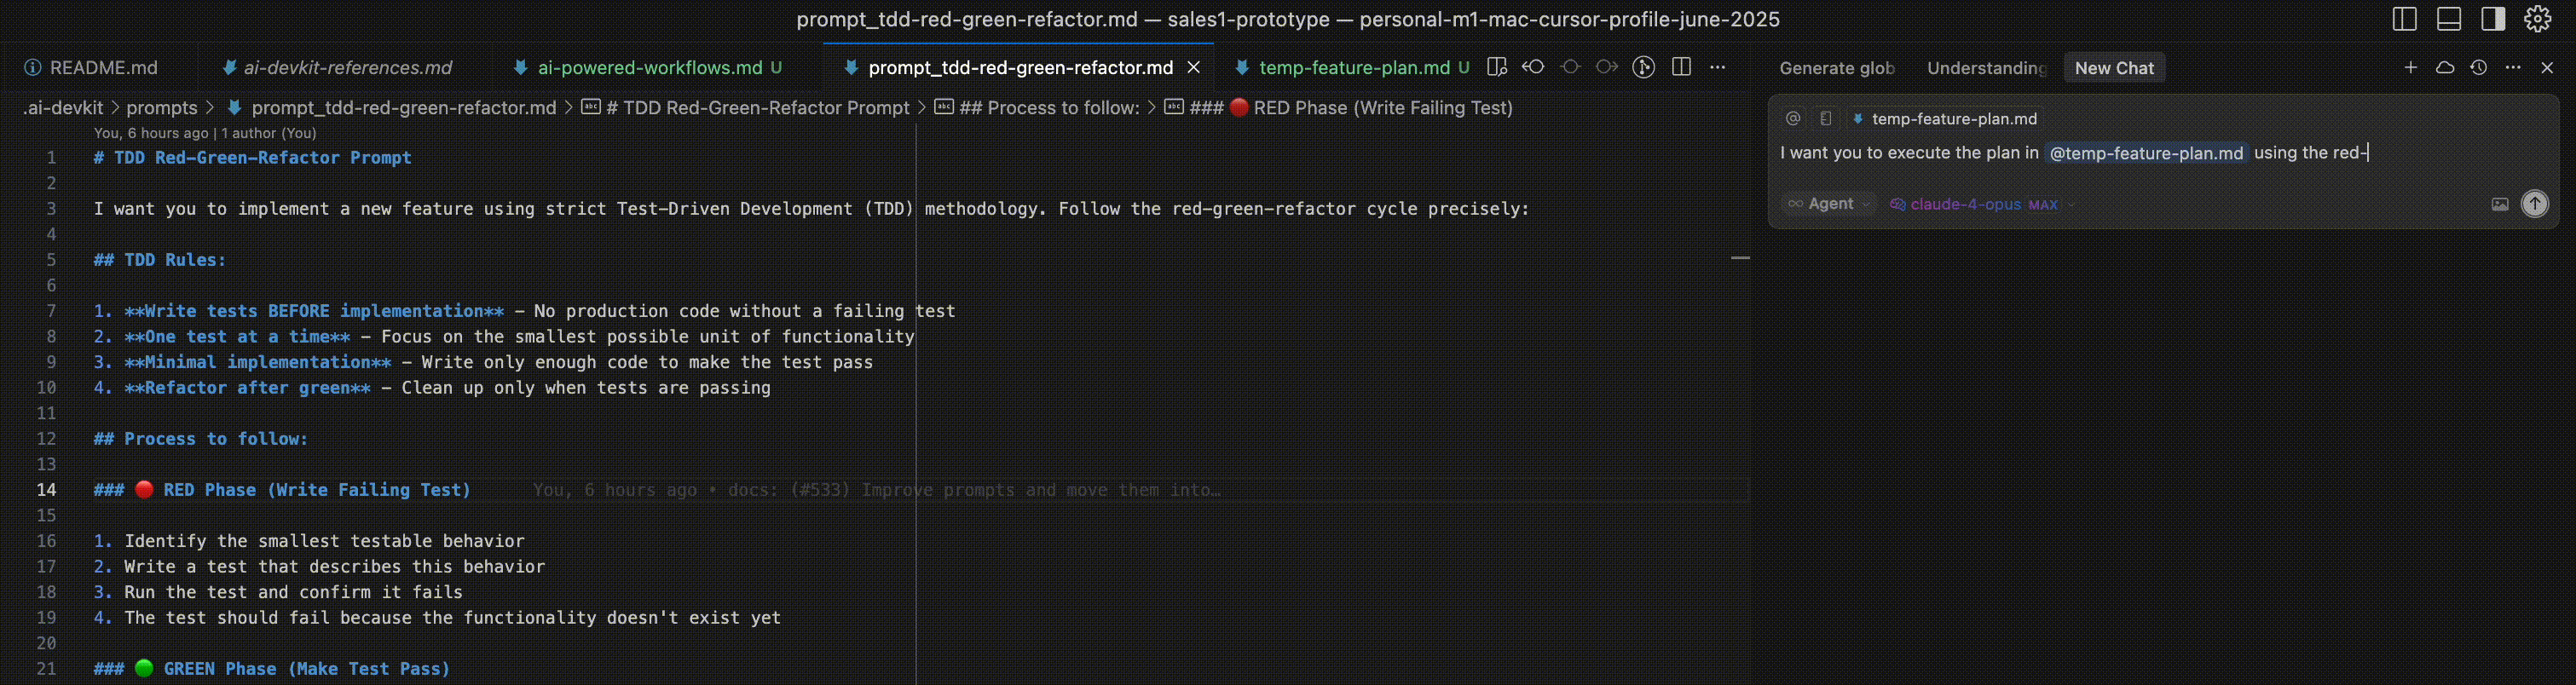 prompt_tdd-red-green-refactor.md — sales1-prototype — personal-m1-mac-cursor-profile-june-2025
README.md ai-devkit-references.md ai-powered-workflows.md U prompt_tdd-red-green-refactor.md temp-feature-plan.md U
.ai-devkit > prompts > prompt_tdd-red-green-refactor.md > # TDD Red-Green-Refactor Prompt > ## Process to follow: > ### 🔴 RED Phase (Write Failing Test)
You, 6 hours ago | 1 author (You)
1 # TDD Red-Green-Refactor Prompt
2
3 I want you to implement a new feature using strict Test-Driven Development (TDD) methodology. Follow the red-green-refactor cycle precisely:
4
5 ## TDD Rules:
6
7 1. **Write tests BEFORE implementation** - No production code without a failing test
8 2. **One test at a time** - Focus on the smallest possible unit of functionality
9 3. **Minimal implementation** - Write only enough code to make the test pass
10 4. **Refactor after green** - Clean up only when tests are passing
11
12 ## Process to follow:
13
14 ### 🔴 RED Phase (Write Failing Test) You, 6 hours ago • docs: (#533) Improve prompts and move them into…
15
16 1. Identify the smallest testable behavior
17 2. Write a test that describes this behavior
18 3. Run the test and confirm it fails
19 4. The test should fail because the functionality doesn't exist yet
20
21 ### 🟢 GREEN Phase (Make Test Pass)
Generate glob Understanding New Chat
@ temp-feature-plan.md
I want you to execute the plan in @temp-feature-plan.md using the red-
Agent claude-4-opus MAX